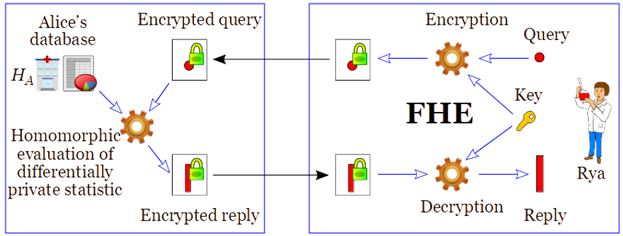 Alice's
database
H_A
Encrypted query
Homomorphic
evaluation of
differentially
private statistic
Encrypted reply
Encryption
Query
Key
FHE
Rya
Decryption
Reply